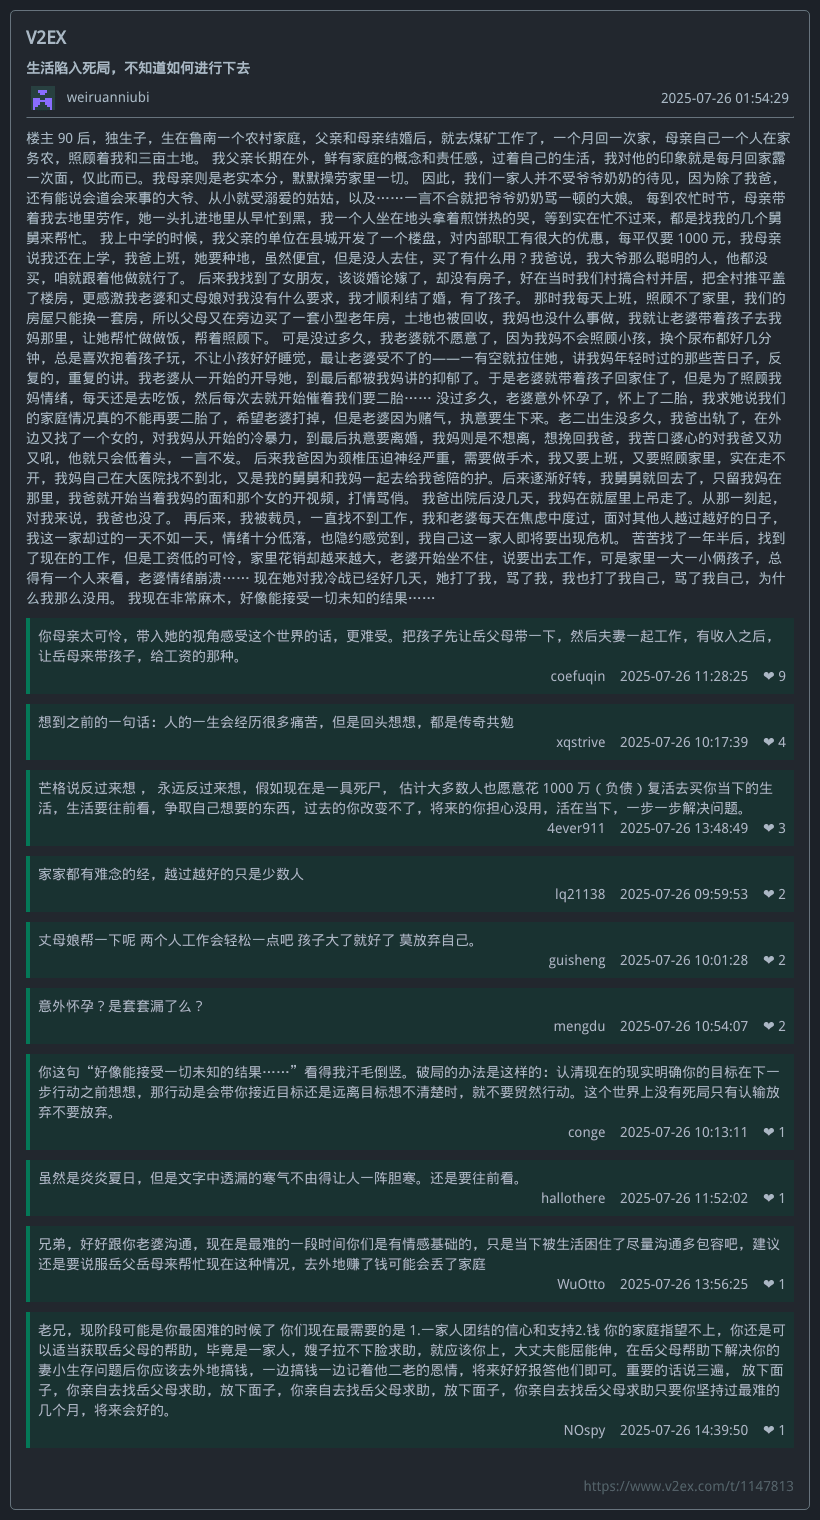 V2EX
生活陷入死局，不知道如何进行下去
weiruanniubi 2025-07-26 01:54:29
楼主 90 后，独生子，生在鲁南一个农村家庭，父亲和母亲结婚后，就去煤矿工作了，一个月回一次家，母亲自己一个人在家
务农，照顾着我和三亩土地。 我父亲长期在外，鲜有家庭的概念和责任感，过着自己的生活，我对他的印象就是每月回家露
一次面，仅此而已。我母亲则是老实本分，默默操劳家里一切。 因此，我们一家人并不受爷爷奶奶的待见，因为除了我爸，
还有能说会道会来事的大爷、从小就受溺爱的姑姑，以及……一言不合就把爷爷奶奶骂一顿的大娘。 每到农忙时节，母亲带
着我去地里劳作，她一头扎进地里从早忙到黑，我一个人坐在地头拿着煎饼热的哭，等到实在忙不过来，都是找我的几个舅
舅来帮忙。 我上中学的时候，我父亲的单位在县城开发了一个楼盘，对内部职工有很大的优惠，每平仅要 1000 元，我母亲
说我还在上学，我爸上班，她要种地，虽然便宜，但是没人去住，买了有什么用？我爸说，我大爷那么聪明的人，他都没
买，咱就跟着他做就行了。 后来我找到了女朋友，该谈婚论嫁了，却没有房子，好在当时我们村搞合村并居，把全村推平盖
了楼房，更感激我老婆和丈母娘对我没有什么要求，我才顺利结了婚，有了孩子。 那时我每天上班，照顾不了家里，我们的
房屋只能换一套房，所以父母又在旁边买了一套小型老年房，土地也被回收，我妈也没什么事做，我就让老婆带着孩子去我
妈那里，让她帮忙做做饭，帮着照顾下。 可是没过多久，我老婆就不愿意了，因为我妈不会照顾小孩，换个尿布都好几分
钟，总是喜欢抱着孩子玩，不让小孩好好睡觉，最让老婆受不了的——一有空就拉住她，讲我妈年轻时过的那些苦日子，反
复的，重复的讲。我老婆从一开始的开导她，到最后都被我妈讲的抑郁了。于是老婆就带着孩子回家住了，但是为了照顾我
妈情绪，每天还是去吃饭，然后每次去就开始催着我们要二胎…… 没过多久，老婆意外怀孕了，怀上了二胎，我求她说我们
的家庭情况真的不能再要二胎了，希望老婆打掉，但是老婆因为赌气，执意要生下来。老二出生没多久，我爸出轨了，在外
边又找了一个女的，对我妈从开始的冷暴力，到最后执意要离婚，我妈则是不想离，想挽回我爸，我苦口婆心的对我爸又劝
又吼，他就只会低着头，一言不发。 后来我爸因为颈椎压迫神经严重，需要做手术，我又要上班，又要照顾家里，实在走不
开，我妈自己在大医院找不到北，又是我的舅舅和我妈一起去给我爸陪的护。后来逐渐好转，我舅舅就回去了，只留我妈在
那里，我爸就开始当着我妈的面和那个女的开视频，打情骂俏。 我爸出院后没几天，我妈在就屋里上吊走了。从那一刻起，
对我来说，我爸也没了。 再后来，我被裁员，一直找不到工作，我和老婆每天在焦虑中度过，面对其他人越过越好的日子，
我这一家却过的一天不如一天，情绪十分低落，也隐约感觉到，我自己这一家人即将要出现危机。 苦苦找了一年半后，找到
了现在的工作，但是工资低的可怜，家里花销却越来越大，老婆开始坐不住，说要出去工作，可是家里一大一小俩孩子，总
得有一个人来看，老婆情绪崩溃…… 现在她对我冷战已经好几天，她打了我，骂了我，我也打了我自己，骂了我自己，为什
么我那么没用。 我现在非常麻木，好像能接受一切未知的结果……
你母亲太可怜，带入她的视角感受这个世界的话，更难受。把孩子先让岳父母带一下，然后夫妻一起工作，有收入之后，
让岳母来带孩子，给工资的那种。
coefuqin 2025-07-26 11:28:25 ❤ 9
想到之前的一句话：人的一生会经历很多痛苦，但是回头想想，都是传奇共勉
xqstrive 2025-07-26 10:17:39 ❤ 4
芒格说反过来想 ， 永远反过来想，假如现在是一具死尸， 估计大多数人也愿意花 1000 万（负债）复活去买你当下的生
活，生活要往前看，争取自己想要的东西，过去的你改变不了，将来的你担心没用，活在当下，一步一步解决问题。
4ever911 2025-07-26 13:48:49 ❤ 3
家家都有难念的经，越过越好的只是少数人
lq21138 2025-07-26 09:59:53 ❤ 2
丈母娘帮一下呢 两个人工作会轻松一点吧 孩子大了就好了 莫放弃自己。
guisheng 2025-07-26 10:01:28 ❤ 2
意外怀孕？是套套漏了么？
mengdu 2025-07-26 10:54:07 ❤ 2
你这句“好像能接受一切未知的结果……”看得我汗毛倒竖。破局的办法是这样的：认清现在的现实明确你的目标在下一
步行动之前想想，那行动是会带你接近目标还是远离目标想不清楚时，就不要贸然行动。这个世界上没有死局只有认输放
弃不要放弃。
conge 2025-07-26 10:13:11 ❤ 1
虽然是炎炎夏日，但是文字中透漏的寒气不由得让人一阵胆寒。还是要往前看。
hallothere 2025-07-26 11:52:02 ❤ 1
兄弟，好好跟你老婆沟通，现在是最难的一段时间你们是有情感基础的，只是当下被生活困住了尽量沟通多包容吧，建议
还是要说服岳父岳母来帮忙现在这种情况，去外地赚了钱可能会丢了家庭
WuOtto 2025-07-26 13:56:25 ❤ 1
老兄，现阶段可能是你最困难的时候了 你们现在最需要的是 1.一家人团结的信心和支持2.钱 你的家庭指望不上，你还是可
以适当获取岳父母的帮助，毕竟是一家人，嫂子拉不下脸求助，就应该你上，大丈夫能屈能伸，在岳父母帮助下解决你的
妻小生存问题后你应该去外地搞钱，一边搞钱一边记着他二老的恩情，将来好好报答他们即可。重要的话说三遍， 放下面
子，你亲自去找岳父母求助，放下面子，你亲自去找岳父母求助，放下面子，你亲自去找岳父母求助只要你坚持过最难的
几个月，将来会好的。
NOspy 2025-07-26 14:39:50 ❤ 1
https://www.v2ex.com/t/1147813